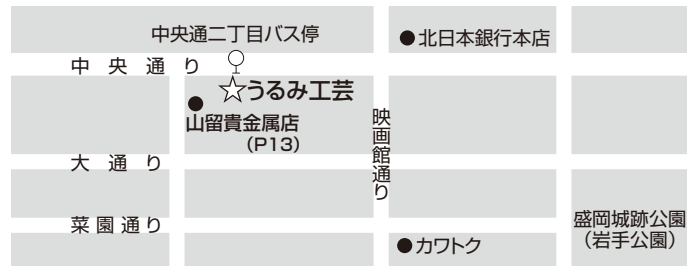 中央通二丁目バス停
●北日本銀行本店
中央通り
☆うるみ工芸
●
山留貴金属店
（P13）
映画館通り
大通り
菜園通り
盛岡城跡公園
（岩手公園）
●カワトク